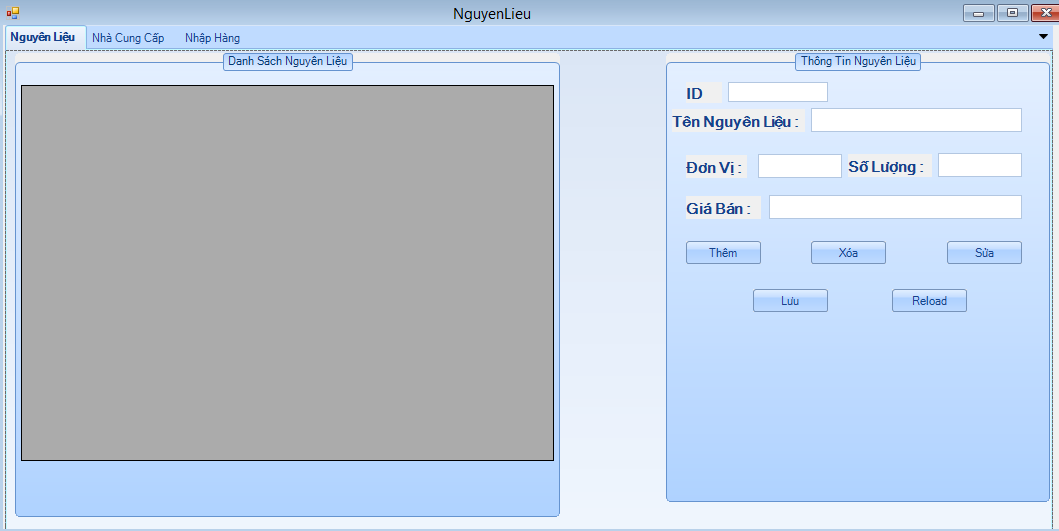 NguyenLieu
Nguyên Liệu Nhà Cung Cấp Nhập Hàng
Danh Sách Nguyên Liệu
Thông Tin Nguyên Liệu
ID
Tên Nguyên Liệu :
Đơn Vị : Số Lượng :
Giá Bán :
Thêm Xóa Sửa
Lưu Reload